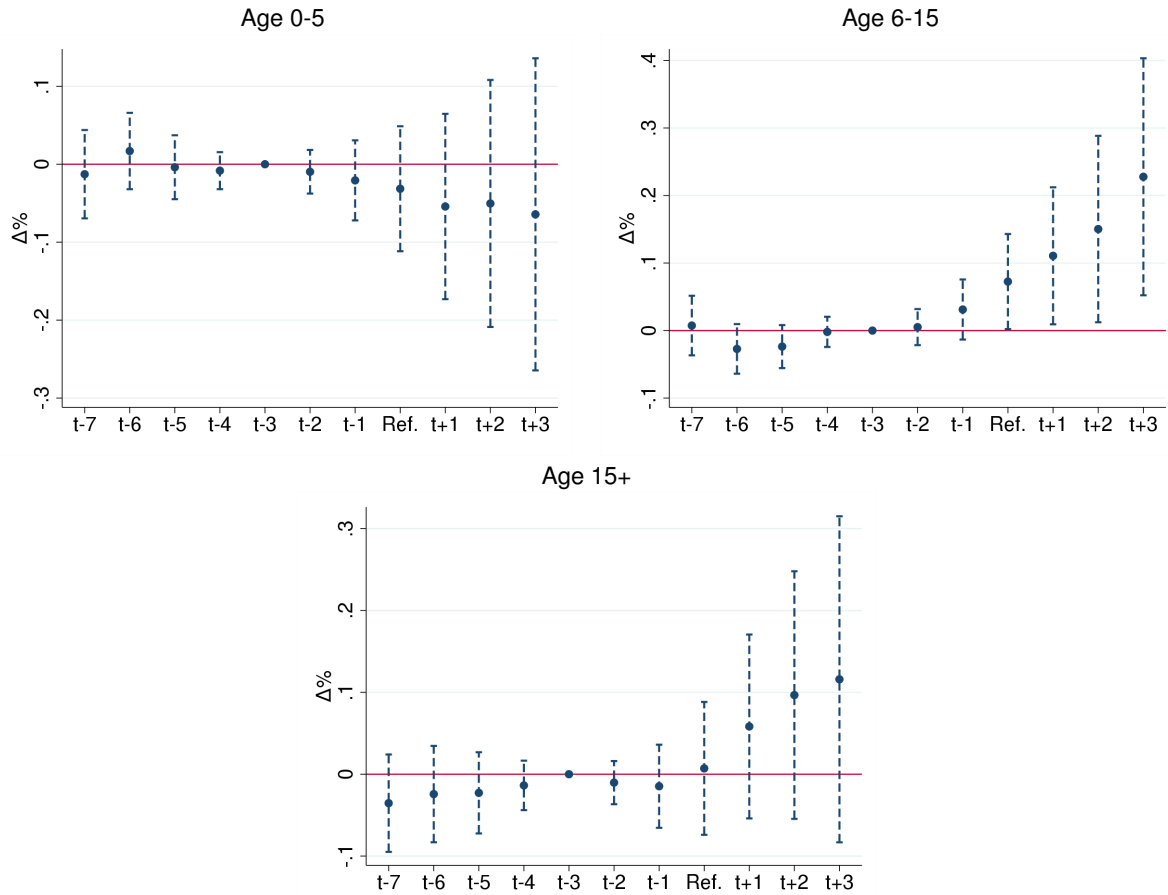 Age 0-5
Δ%
.1
0
-.1
-.2
-.3
t-7 t-6 t-5 t-4 t-3 t-2 t-1 Ref. t+1 t+2 t+3
Age 6-15
Δ%
.4
.3
.2
.1
0
-.1
t-7 t-6 t-5 t-4 t-3 t-2 t-1 Ref. t+1 t+2 t+3
Age 15+
Δ%
.3
.2
.1
0
-.1
t-7 t-6 t-5 t-4 t-3 t-2 t-1 Ref. t+1 t+2 t+3